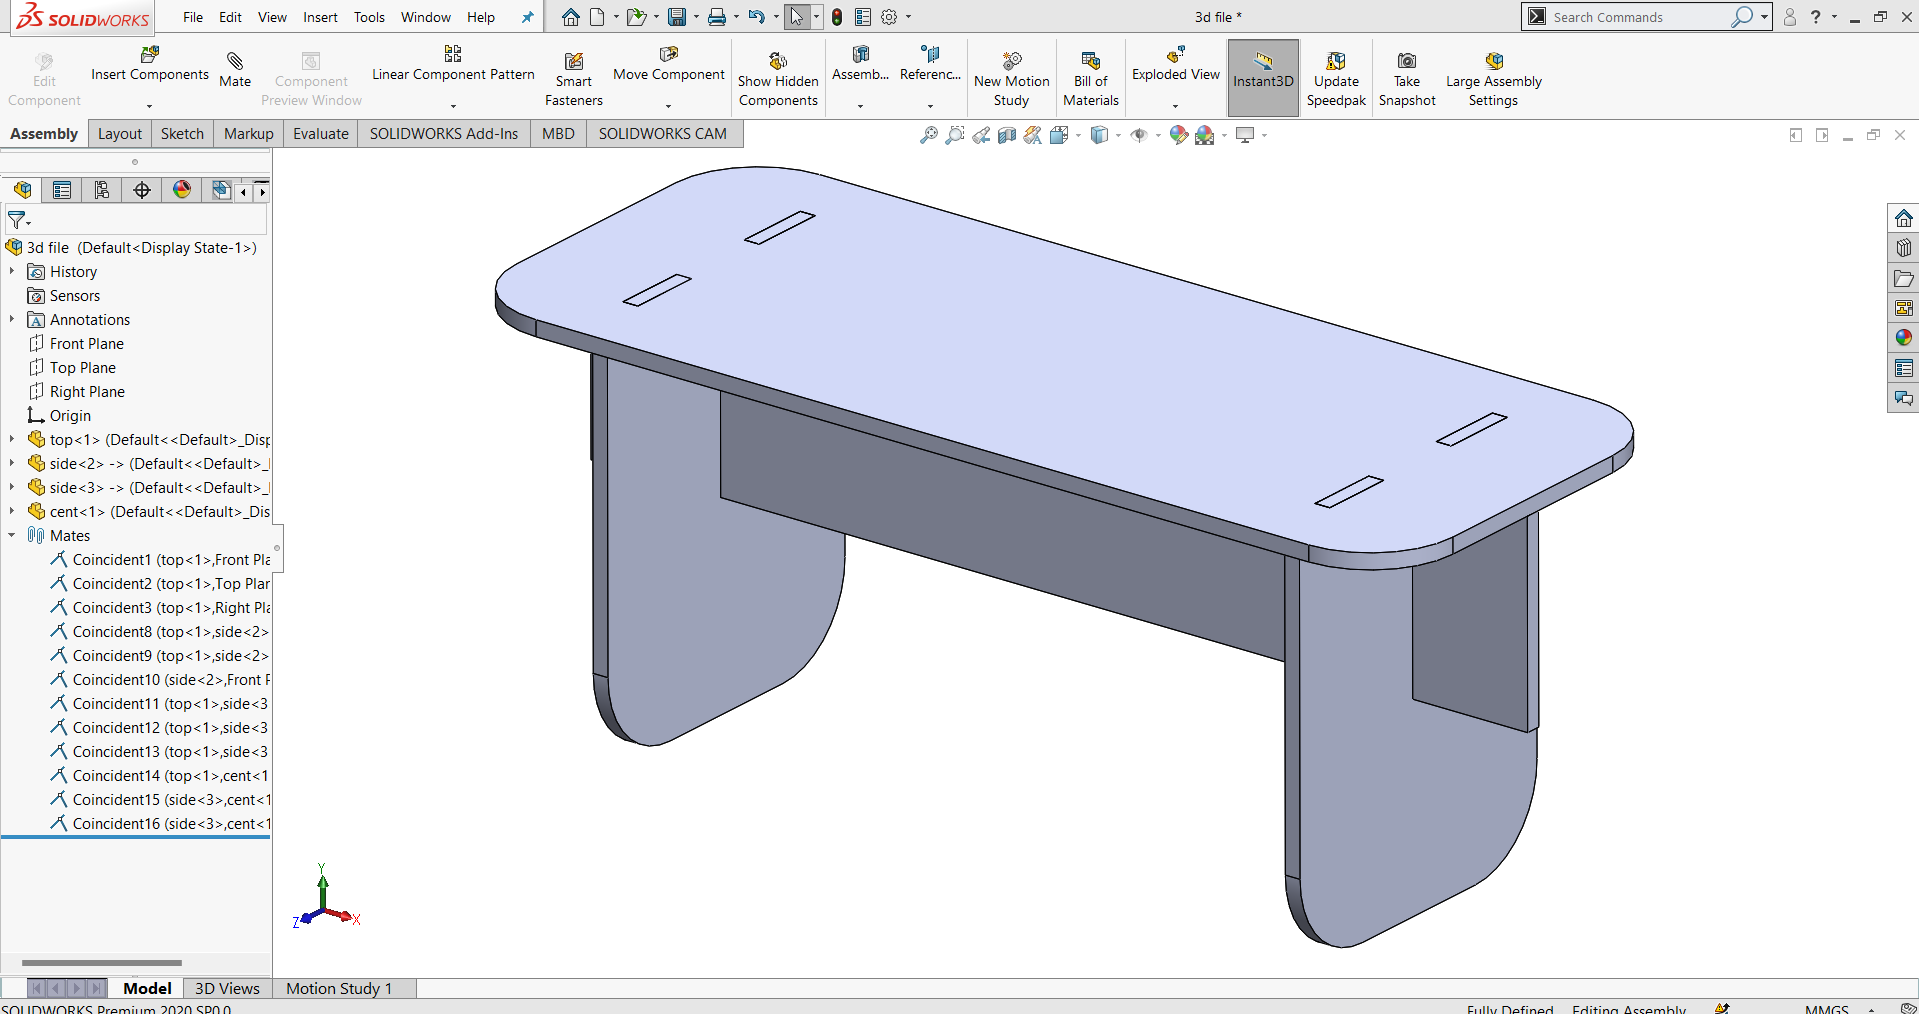 SOLIDWORKS File Edit View Insert Tools Window Help 3d file * Search Commands ?
Edit Component
Insert Components
Mate
Component Preview Window
Linear Component Pattern
Smart Fasteners
Move Component
Show Hidden Components
Assemb...
Referenc...
New Motion Study
Bill of Materials
Exploded View
Instant3D
Update Speedpak
Take Snapshot
Large Assembly Settings
Assembly Layout Sketch Markup Evaluate SOLIDWORKS Add-Ins MBD SOLIDWORKS CAM
3d file (Default<Display State-1>)
History
Sensors
A Annotations
Front Plane
Top Plane
Right Plane
Origin
top<1> (Default<<Default>_Disp
side<2> -> (Default<<Default>_
side<3> -> (Default<<Default>_
cent<1> (Default<<Default>_Dis
Mates
Coincident1 (top<1>,Front Pla
Coincident2 (top<1>,Top Plan
Coincident3 (top<1>,Right Pla
Coincident8 (top<1>,side<2>
Coincident9 (top<1>,side<2>
Coincident10 (side<2>,Front P
Coincident11 (top<1>,side<3
Coincident12 (top<1>,side<3
Coincident13 (top<1>,side<3
Coincident14 (top<1>,cent<1
Coincident15 (side<3>,cent<1
Coincident16 (side<3>,cent<1
Y
Z X
Model 3D Views Motion Study 1
SOLIDWORKS Premium 2020 SP0.0 Fully Defined Editing Assembly MMGS